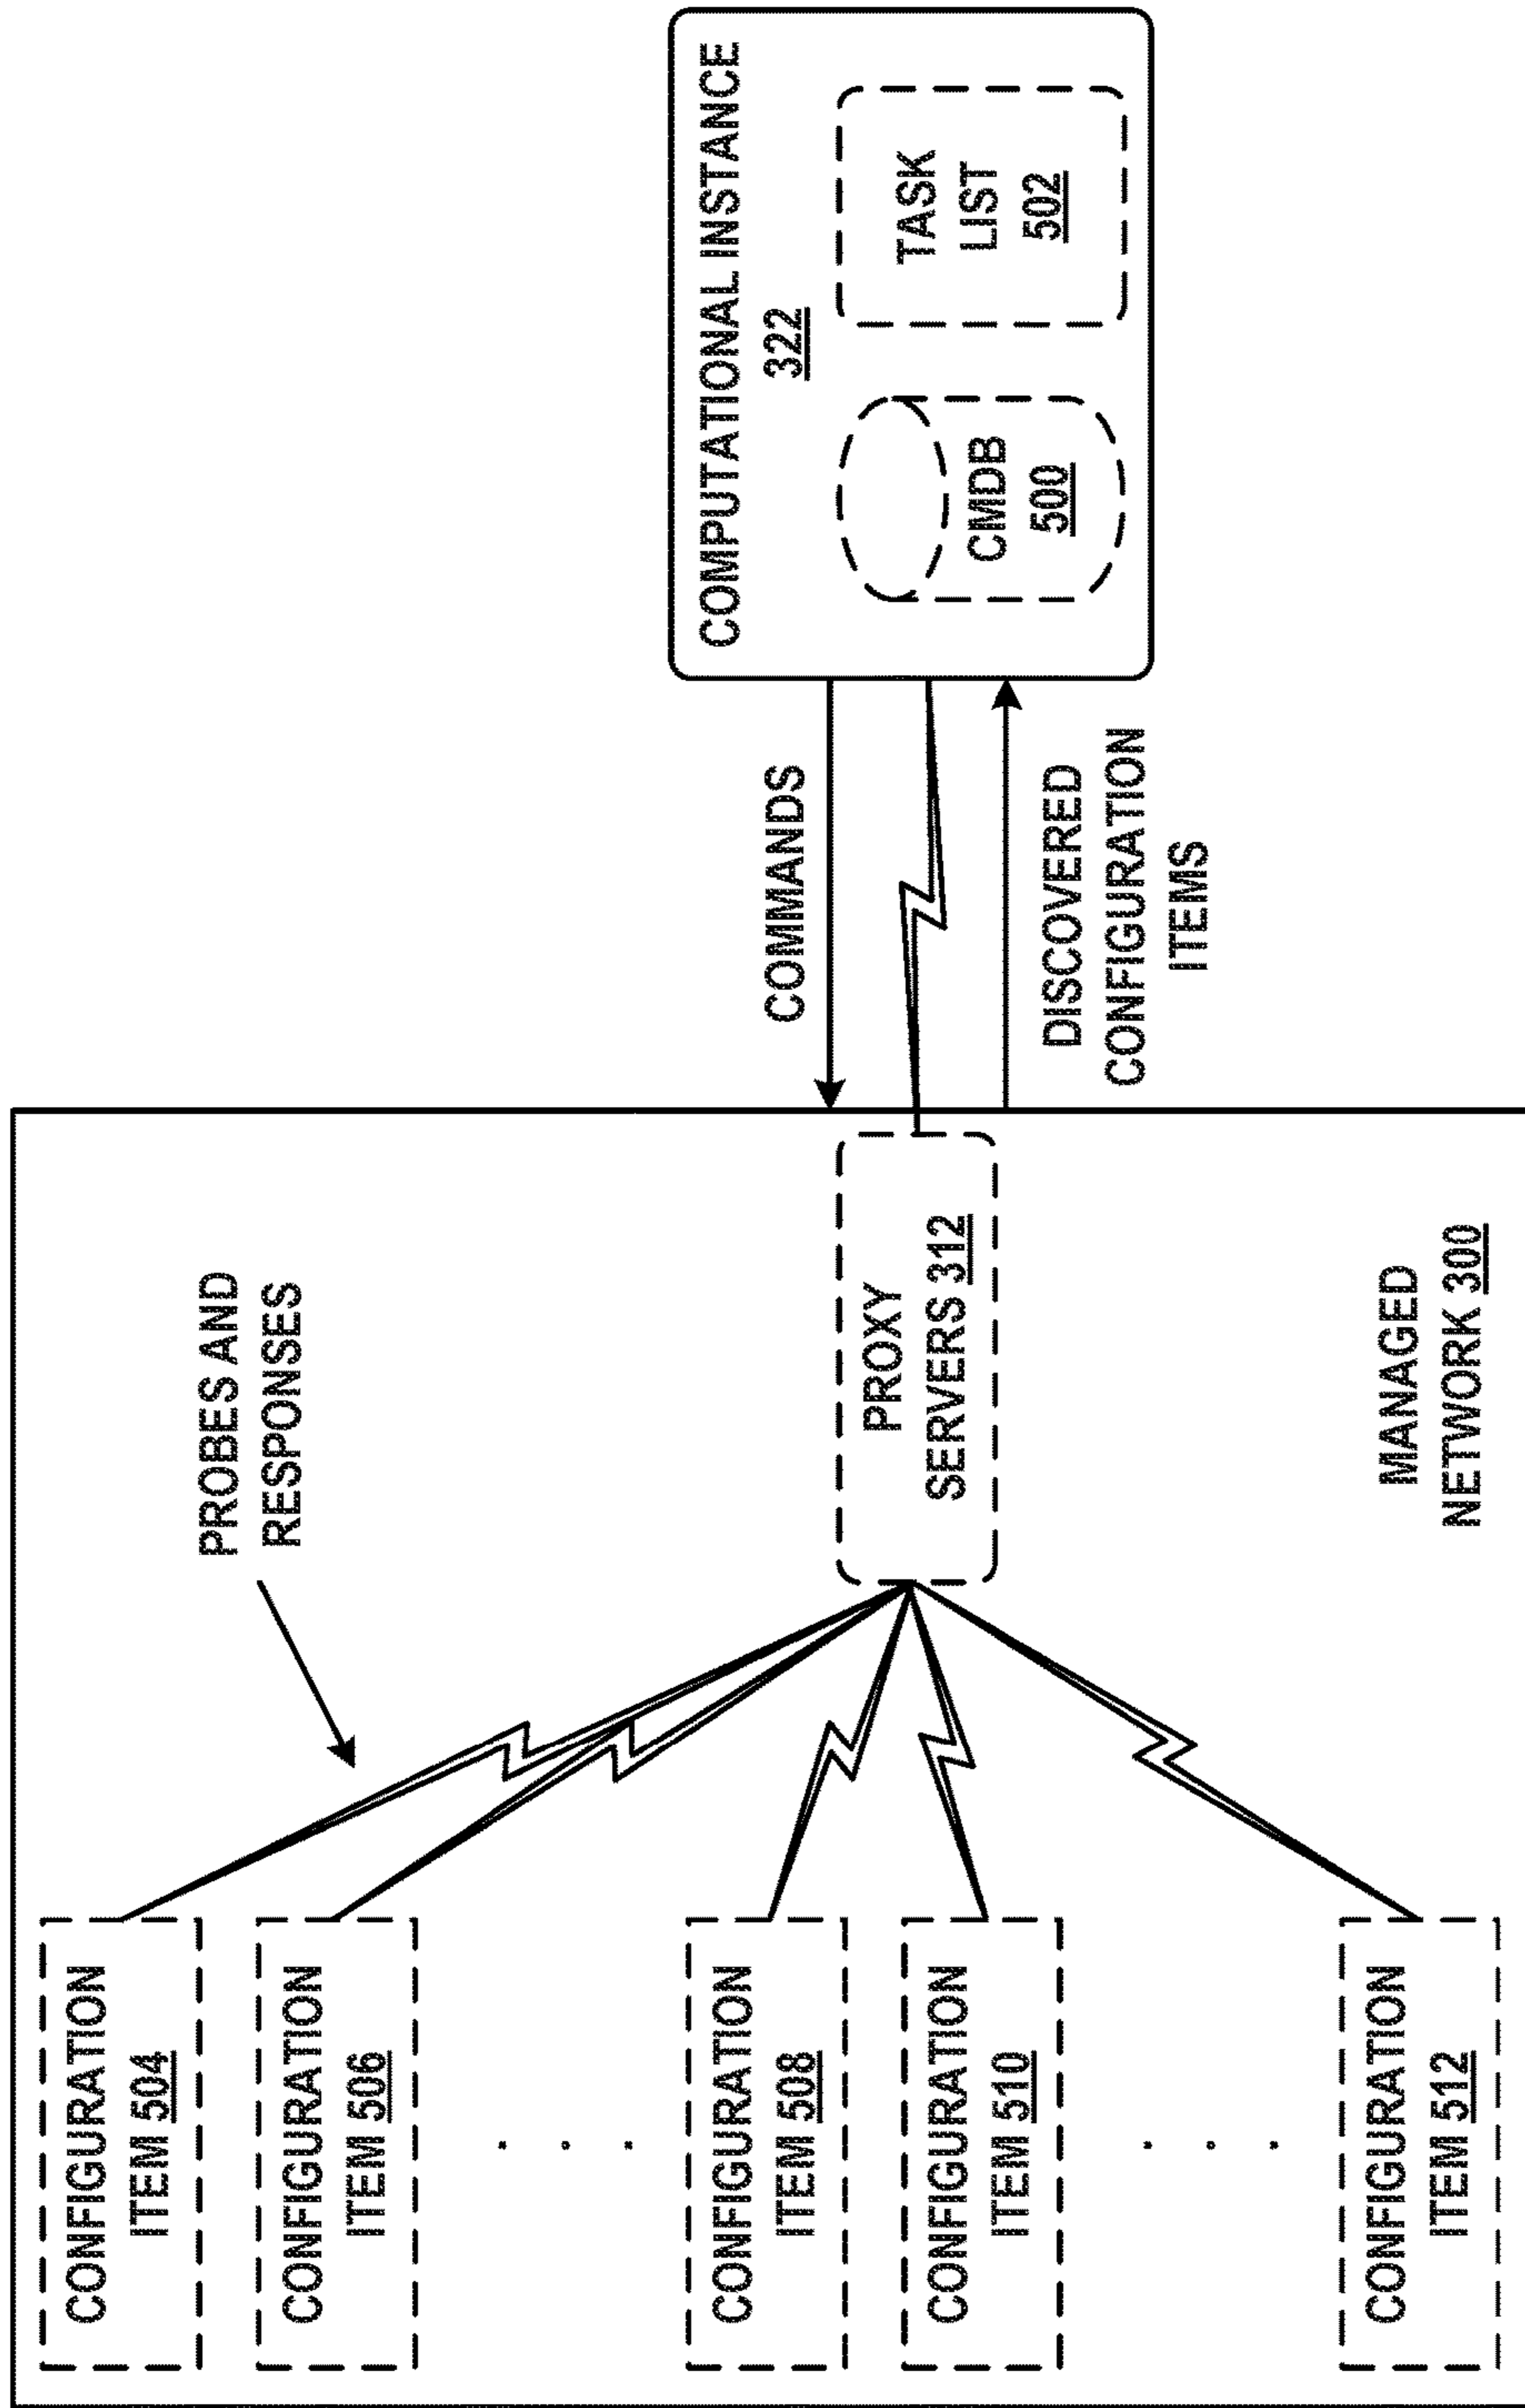 CONFIGURATION
ITEM 504
CONFIGURATION
ITEM 506
CONFIGURATION
ITEM 508
CONFIGURATION
ITEM 510
CONFIGURATION
ITEM 512
PROBES AND
RESPONSES
PROXY
SERVERS 312
MANAGED
NETWORK 300
COMMANDS
DISCOVERED
CONFIGURATION
ITEMS
COMPUTATIONAL INSTANCE
322
CMDB
500
TASK
LIST
502